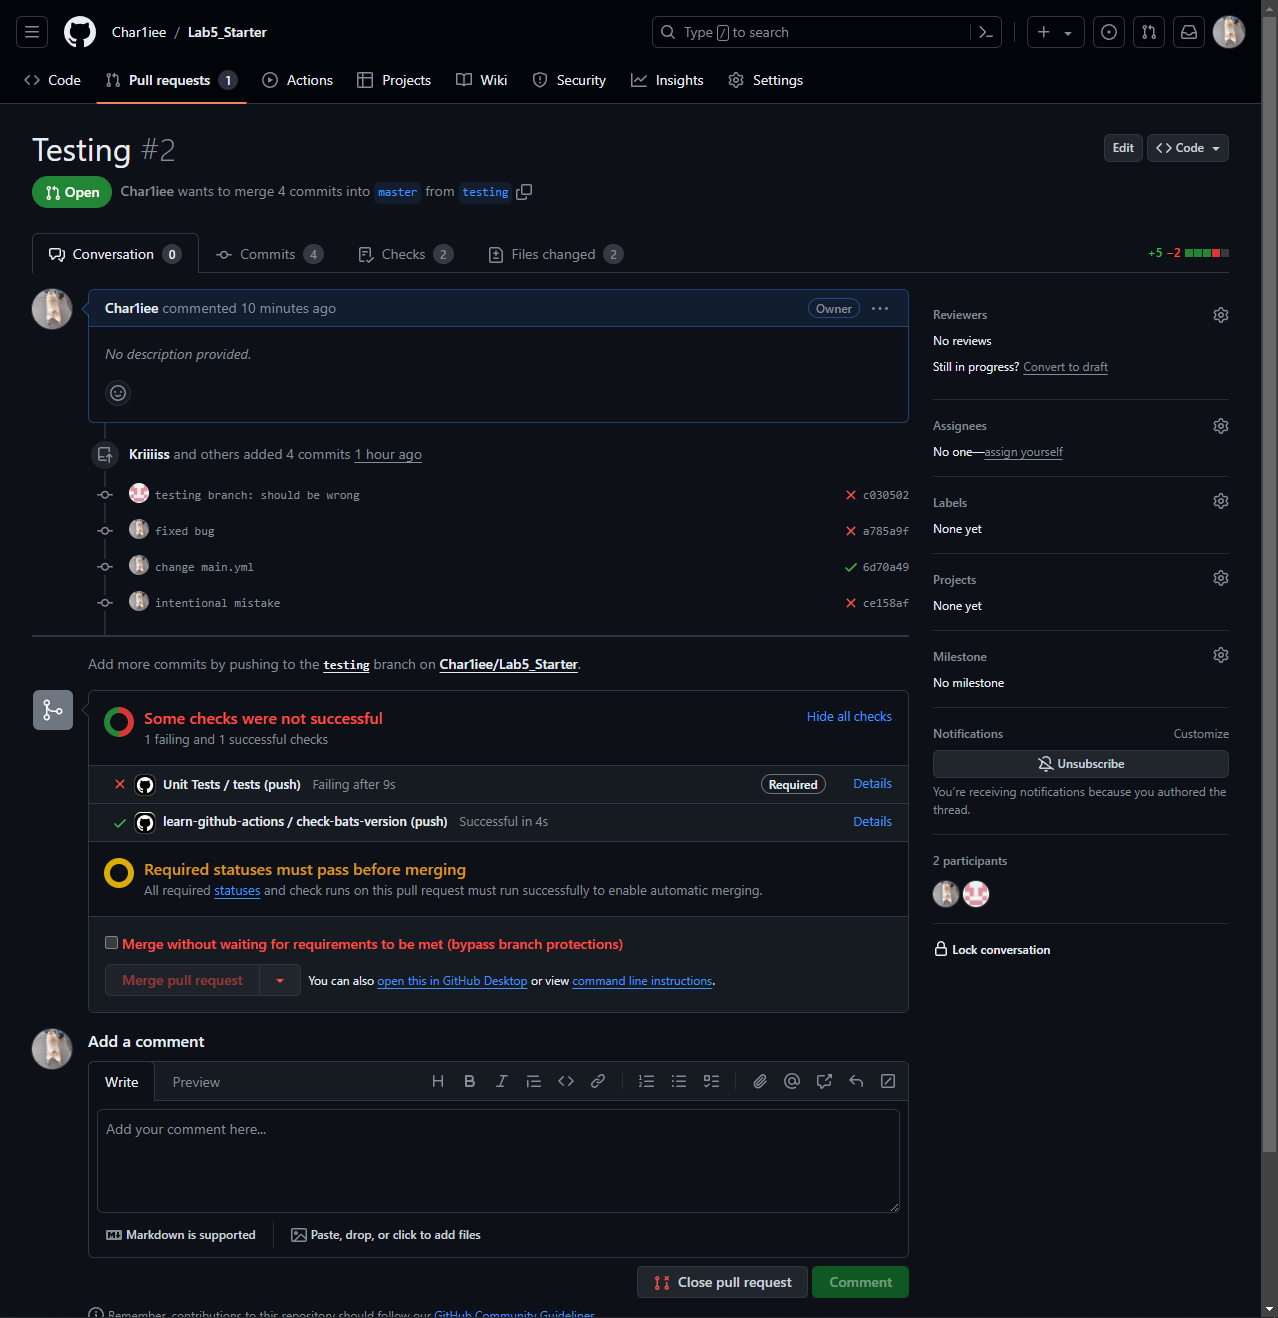 Char1iee / Lab5_Starter
Type / to search
Code
Pull requests 1
Actions
Projects
Wiki
Security
Insights
Settings
Testing #2
Edit
<> Code
Open
Char1iee wants to merge 4 commits into master from testing
Conversation 0
Commits 4
Checks 2
Files changed 2
+5 −2
Char1iee commented 10 minutes ago
Owner
No description provided.
Kriiiiss and others added 4 commits 1 hour ago
testing branch: should be wrong c030502
fixed bug a785a9f
change main.yml 6d70a49
intentional mistake ce158af
Add more commits by pushing to the testing branch on Char1iee/Lab5_Starter.
Some checks were not successful
Hide all checks
1 failing and 1 successful checks
Unit Tests / tests (push) Failing after 9s Required Details
learn-github-actions / check-bats-version (push) Successful in 4s Details
Required statuses must pass before merging
All required statuses and check runs on this pull request must run successfully to enable automatic merging.
Merge without waiting for requirements to be met (bypass branch protections)
Merge pull request
You can also open this in GitHub Desktop or view command line instructions.
Add a comment
Write
Preview
Add your comment here...
Markdown is supported
Paste, drop, or click to add files
Close pull request
Comment
Remember, contributions to this repository should follow our GitHub Community Guidelines
Reviewers
No reviews
Still in progress? Convert to draft
Assignees
No one—assign yourself
Labels
None yet
Projects
None yet
Milestone
No milestone
Notifications
Customize
Unsubscribe
You're receiving notifications because you authored the
thread.
2 participants
Lock conversation